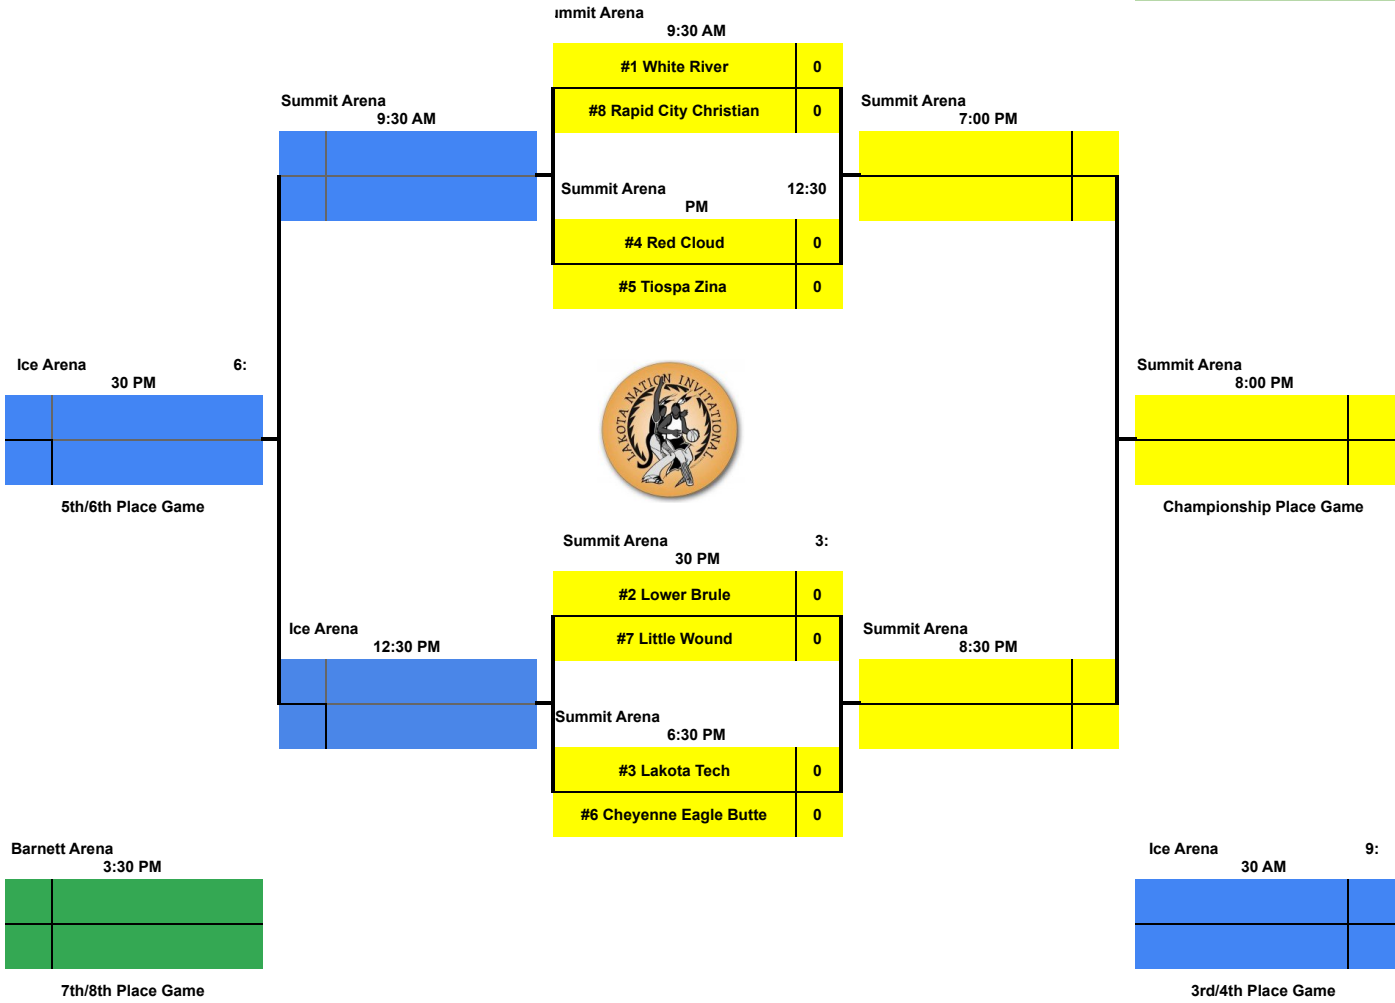 ummit Arena
9:30 AM
#1 White River 0
Summit Arena
9:30 AM
#8 Rapid City Christian 0
Summit Arena
7:00 PM
Summit Arena 12:30
PM
#4 Red Cloud 0
#5 Tiospa Zina 0
Ice Arena 6:
30 PM
5th/6th Place Game
LAKOTA NATION INVITATIONAL
Summit Arena
8:00 PM
Championship Place Game
Summit Arena 3:
30 PM
#2 Lower Brule 0
#7 Little Wound 0
Ice Arena
12:30 PM
Summit Arena
8:30 PM
Summit Arena
6:30 PM
#3 Lakota Tech 0
#6 Cheyenne Eagle Butte 0
Barnett Arena
3:30 PM
7th/8th Place Game
Ice Arena 9:
30 AM
3rd/4th Place Game